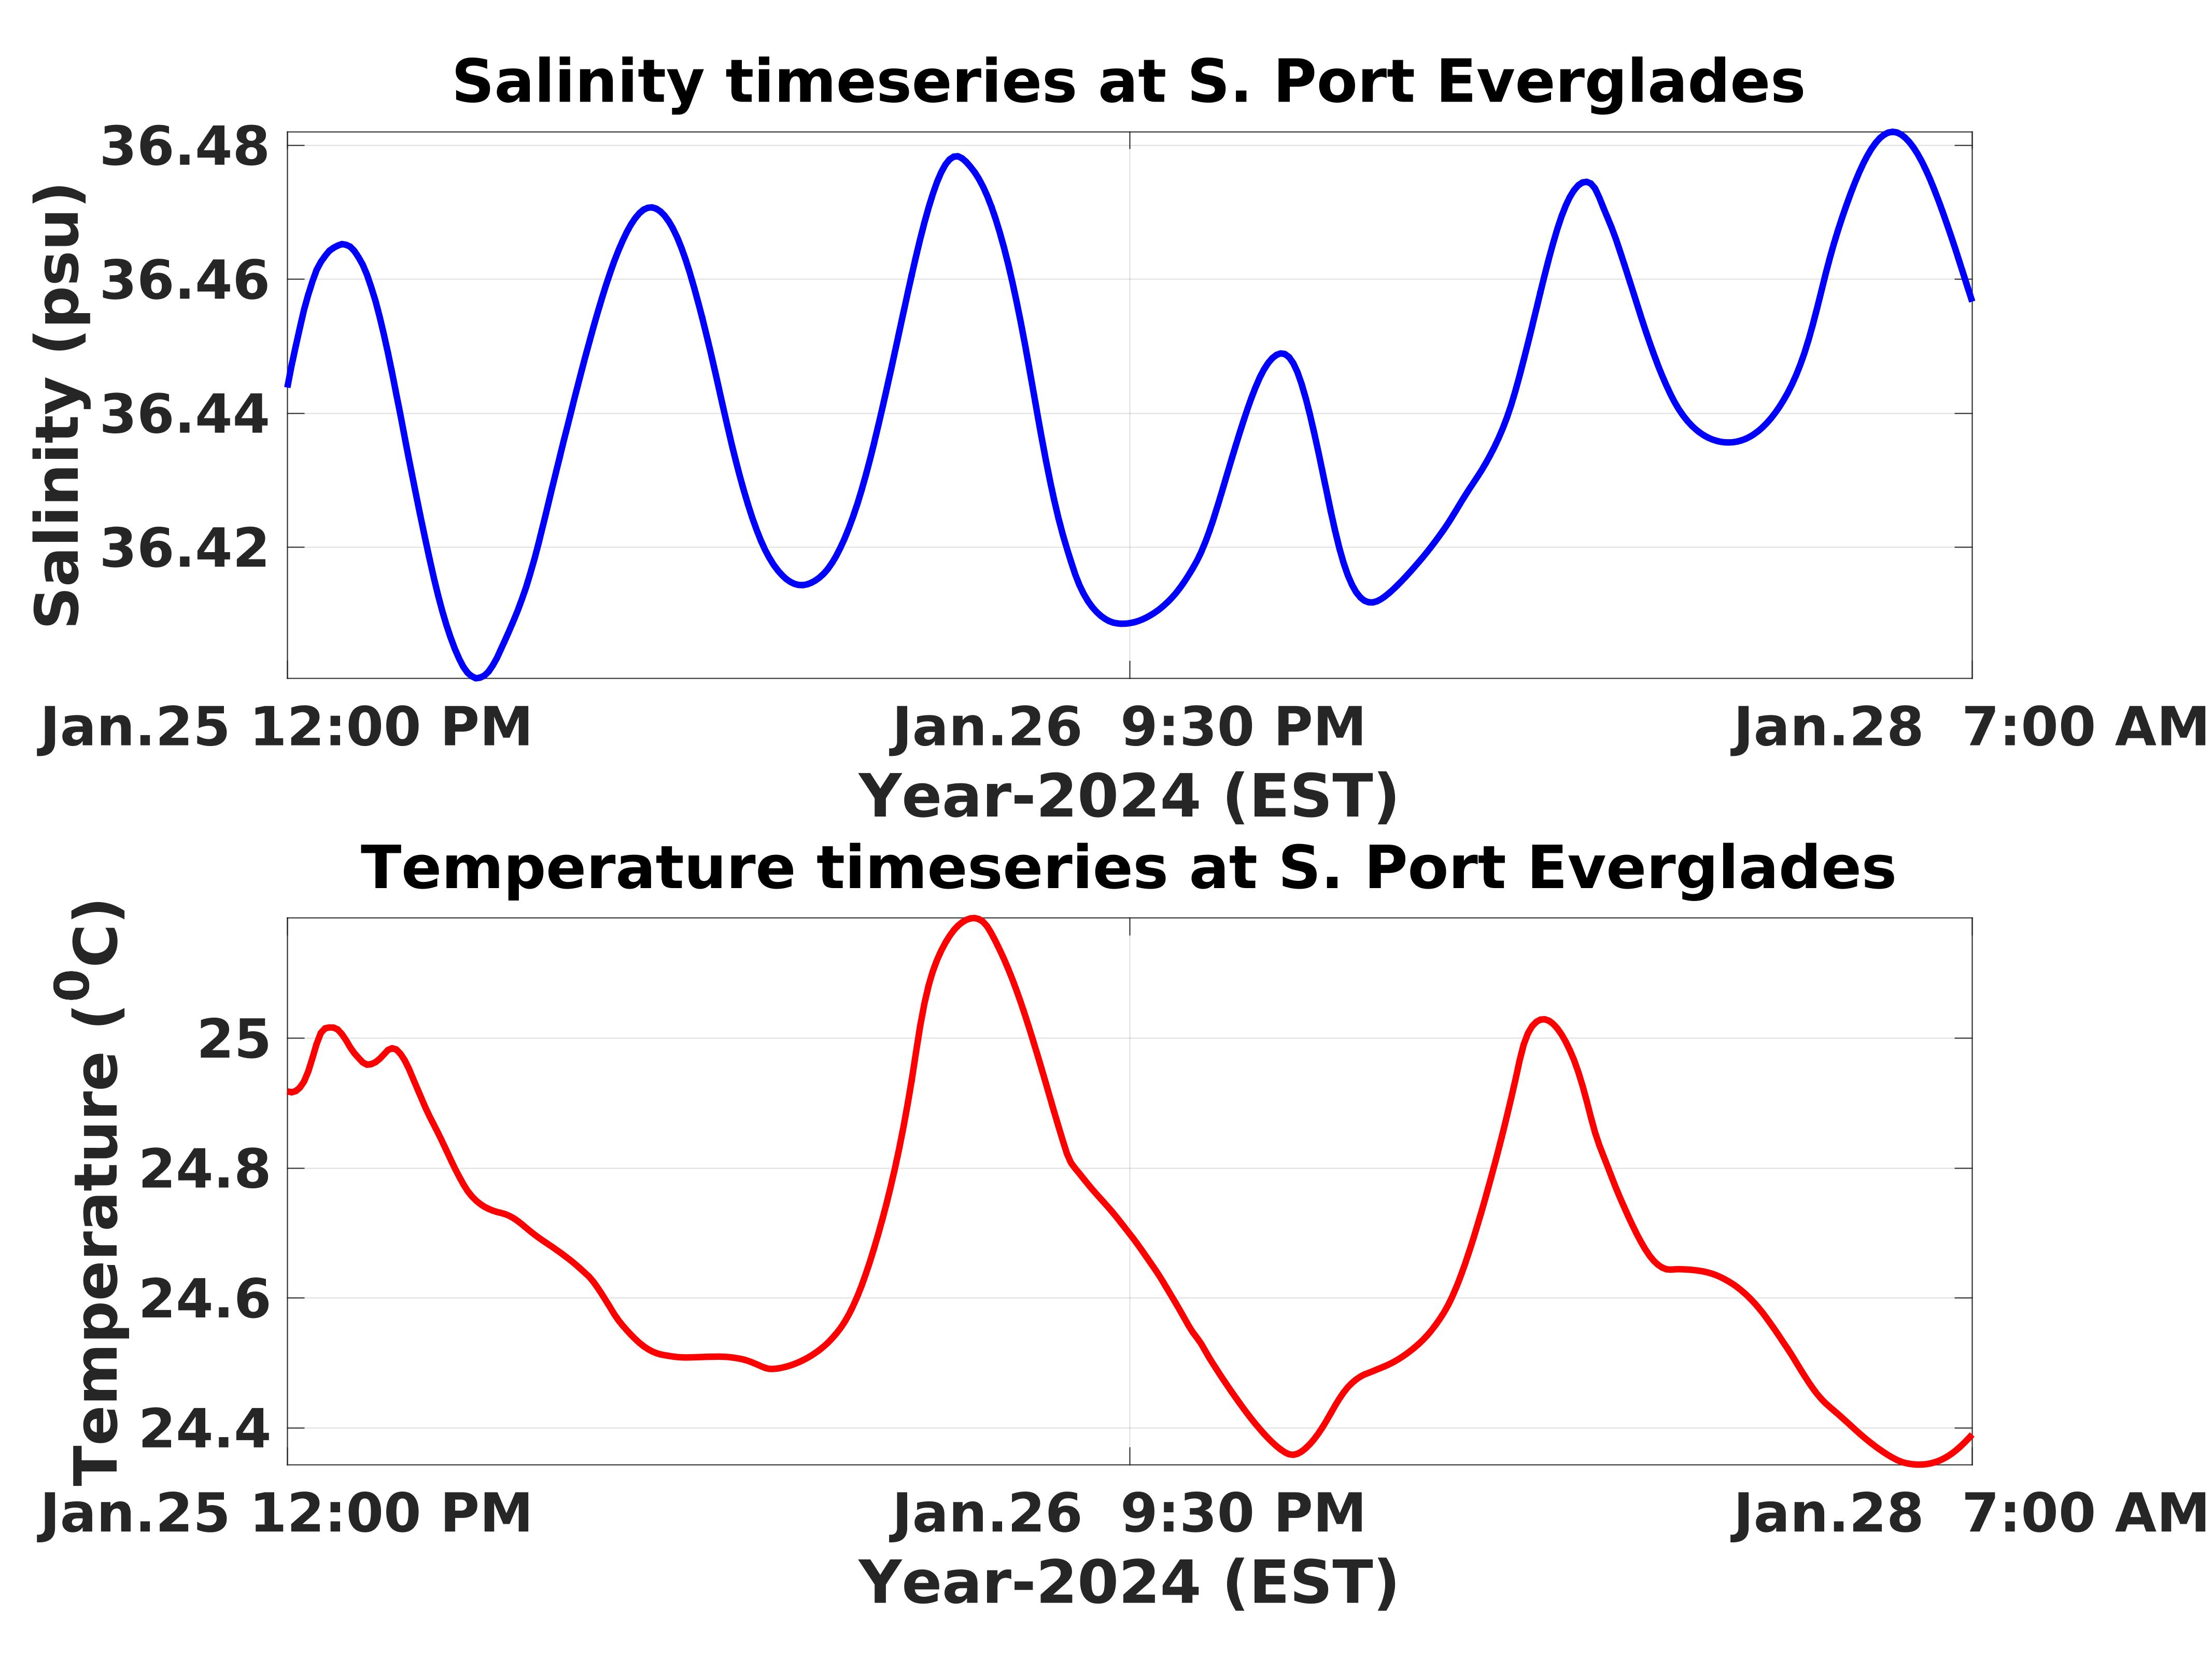 Salinity timeseries at S. Port Everglades
Salinity (psu)
36.48
36.46
36.44
36.42
Jan.25 12:00 PM Jan.26  9:30 PM Jan.28  7:00 AM
Year-2024 (EST)
Temperature timeseries at S. Port Everglades
Temperature (⁰C)
25
24.8
24.6
24.4
Jan.25 12:00 PM Jan.26  9:30 PM Jan.28  7:00 AM
Year-2024 (EST)